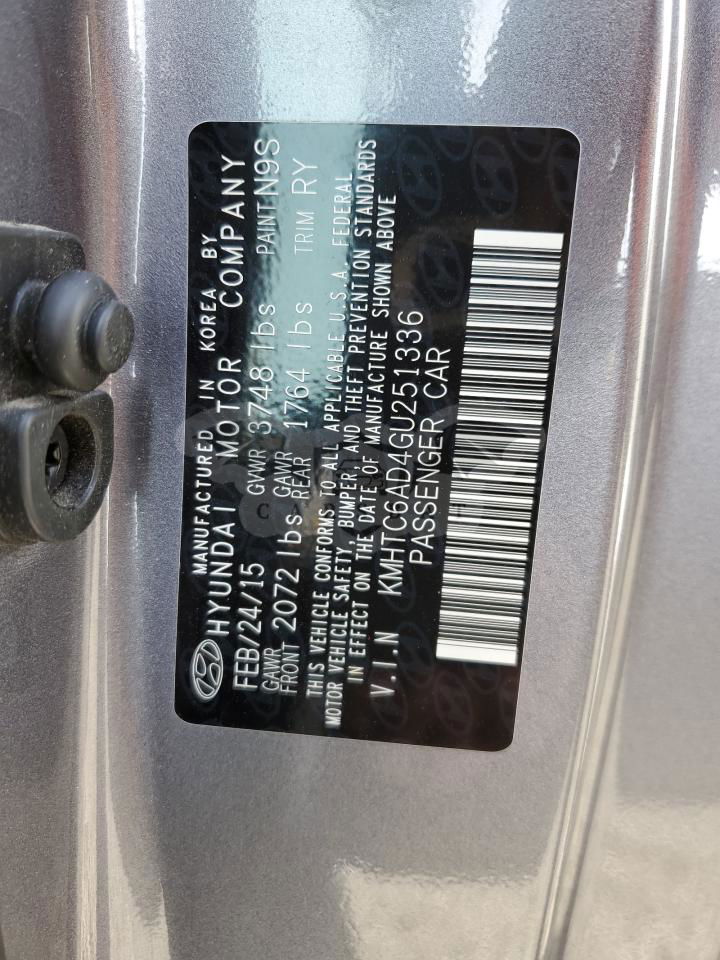 MANUFACTURED IN KOREA BY
HYUNDAI MOTOR COMPANY
FEB/24/15 GVWR 3748 lbs PAINT N9S
GAWR FRONT 2072 lbs GAWR REAR 1764 lbs TRIM RY
THIS VEHICLE CONFORMS TO ALL APPLICABLE U.S.A FEDERAL
MOTOR VEHICLE SAFETY, BUMPER, AND THEFT PREVENTION STANDARDS
IN EFFECT ON THE DATE OF MANUFACTURE SHOWN ABOVE
V.I.N KMHTC6AD4GU251336
PASSENGER CAR